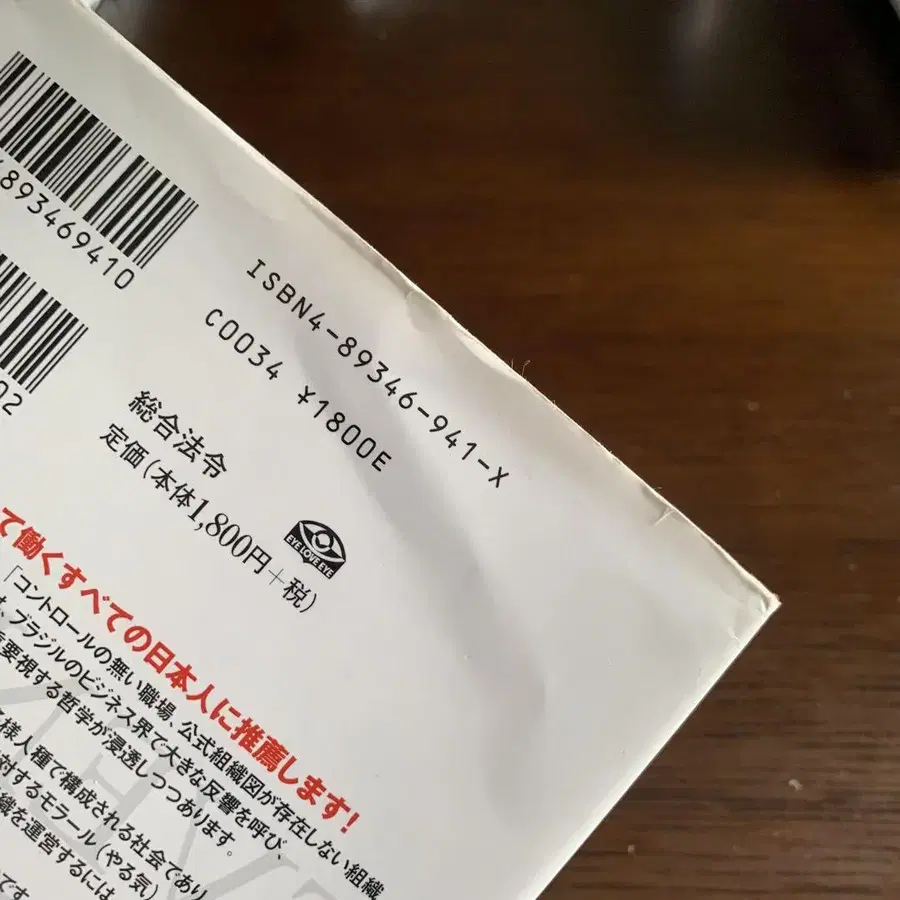 893469410
02
ISBN4-89346-941-X
C0034 ¥1800E
総合法令
定価(本体1,800円+税)
EYE LOVE EYE
て働くすべての日本人に推薦します!
「コントロールの無い職場、公式組織図が存在しない組織
、ブラジルのビジネス界で大きな反響を呼び、
重要視する哲学が浸透しつつあります。
様人種で構成される社会であり
対するモラール(やる気)
織を運営するには
です